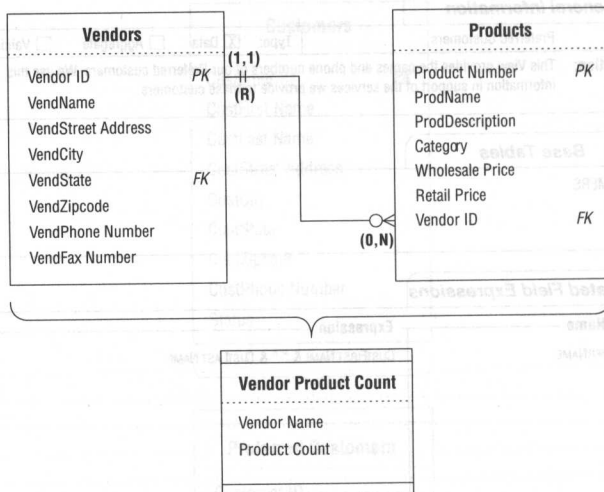 Vendors
Vendor ID PK
VendName
VendStreet Address
VendCity
VendState FK
VendZipcode
VendPhone Number
VendFax Number
(1,1)
(R)
(0,N)
Products
Product Number PK
ProdName
ProdDescription
Category
Wholesale Price
Retail Price
Vendor ID FK
Vendor Product Count
Vendor Name
Product Count